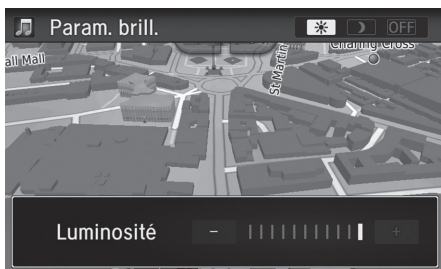 Param. brill.
OFF
all Mall
St Martin
Charing Cross
Luminosité
- +